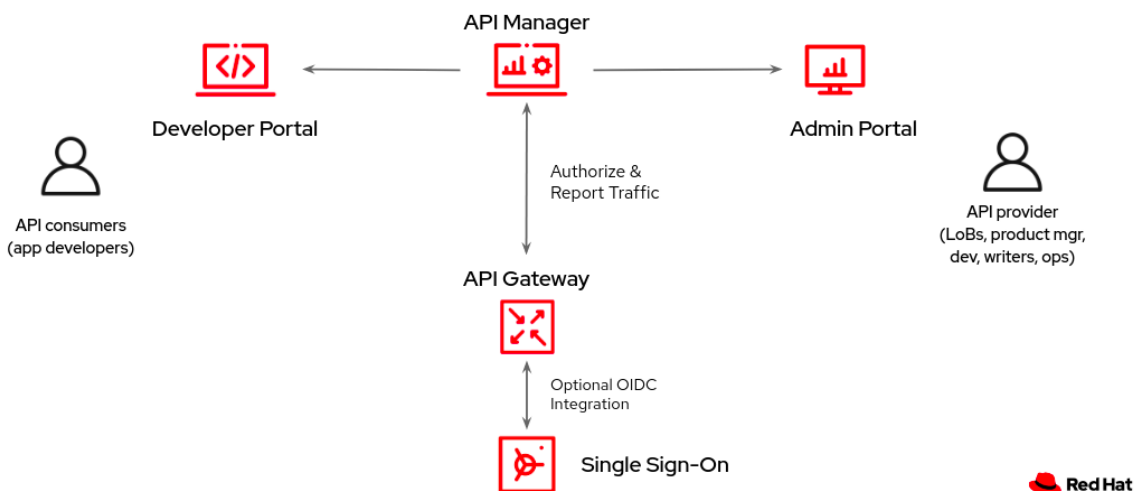 API Manager
</>
Developer Portal
Admin Portal
Authorize &
Report Traffic
API consumers
(app developers)
API provider
(LoBs, product mgr,
dev, writers, ops)
API Gateway
Optional OIDC
Integration
Single Sign-On
Red Hat